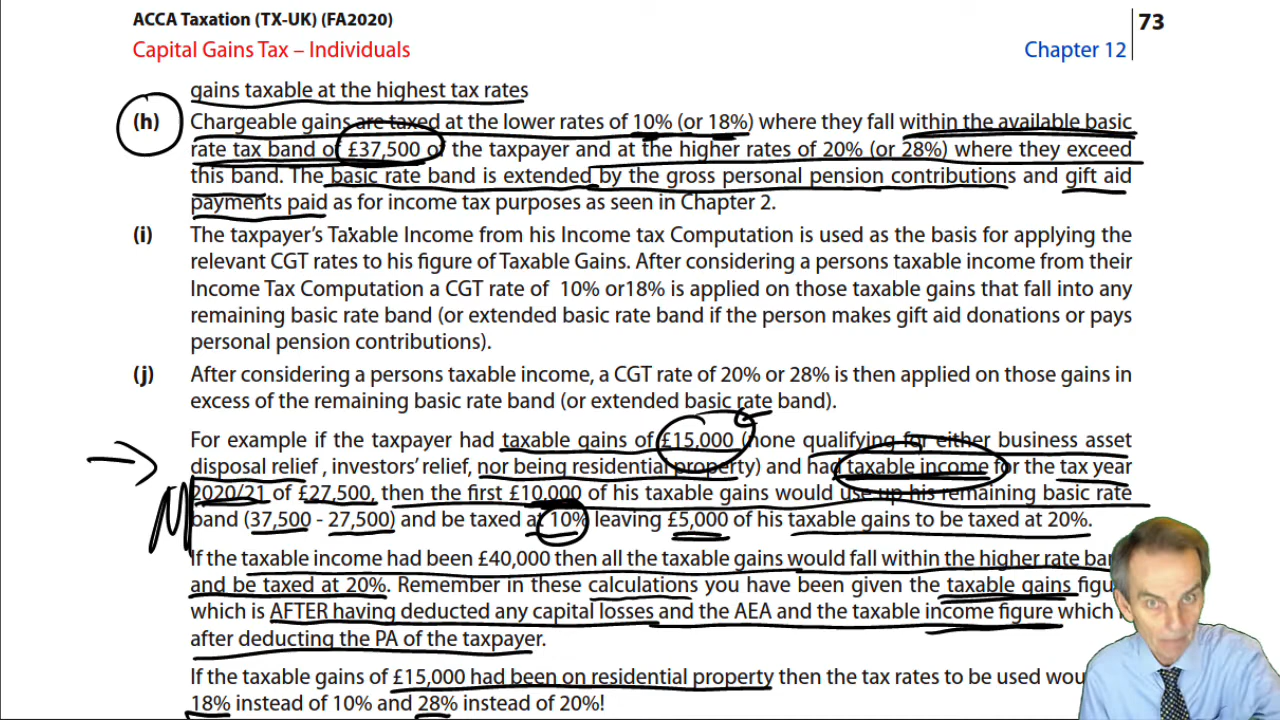 ACCA Taxation (TX-UK) (FA2020)
73
Capital Gains Tax – Individuals
Chapter 12
gains taxable at the highest tax rates
(h) Chargeable gains are taxed at the lower rates of 10% (or 18%) where they fall within the available basic
rate tax band of £37,500 of the taxpayer and at the higher rates of 20% (or 28%) where they exceed
this band. The basic rate band is extended by the gross personal pension contributions and gift aid
payments paid as for income tax purposes as seen in Chapter 2.
(i) The taxpayer's Taxable Income from his Income tax Computation is used as the basis for applying the
relevant CGT rates to his figure of Taxable Gains. After considering a persons taxable income from their
Income Tax Computation a CGT rate of 10% or18% is applied on those taxable gains that fall into any
remaining basic rate band (or extended basic rate band if the person makes gift aid donations or pays
personal pension contributions).
(j) After considering a persons taxable income, a CGT rate of 20% or 28% is then applied on those gains in
excess of the remaining basic rate band (or extended basic rate band).
For example if the taxpayer had taxable gains of £15,000 (none qualifying for either business asset
disposal relief , investors' relief, nor being residential property) and had taxable income for the tax year
2020/21 of £27,500, then the first £10,000 of his taxable gains would use up his remaining basic rate
band (37,500 - 27,500) and be taxed at 10% leaving £5,000 of his taxable gains to be taxed at 20%.
If the taxable income had been £40,000 then all the taxable gains would fall within the higher rate
and be taxed at 20%. Remember in these calculations you have been given the taxable gains
which is AFTER having deducted any capital losses and the AEA and the taxable income figure which
after deducting the PA of the taxpayer.
If the taxable gains of £15,000 had been on residential property then the tax rates to be used
18% instead of 10% and 28% instead of 20%!